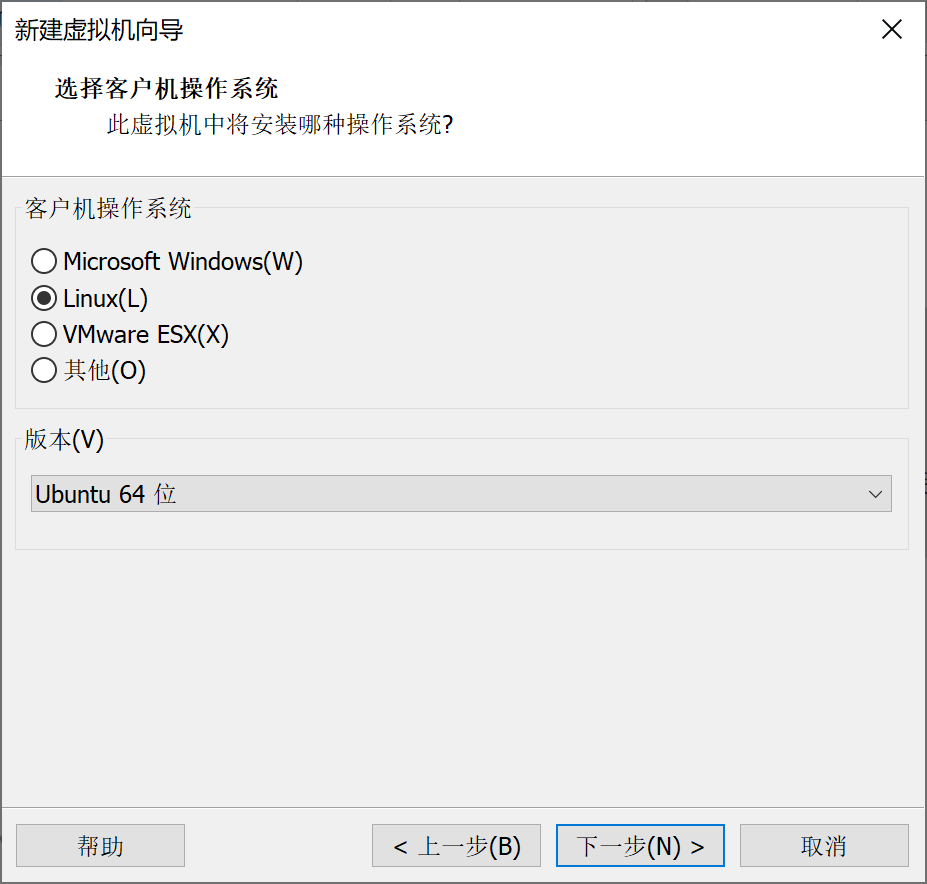 新建虚拟机向导
选择客户机操作系统
此虚拟机中将安装哪种操作系统?
客户机操作系统
Microsoft Windows(W)
Linux(L)
VMware ESX(X)
其他(O)
版本(V)
Ubuntu 64 位
帮助
< 上一步(B)
下一步(N) >
取消